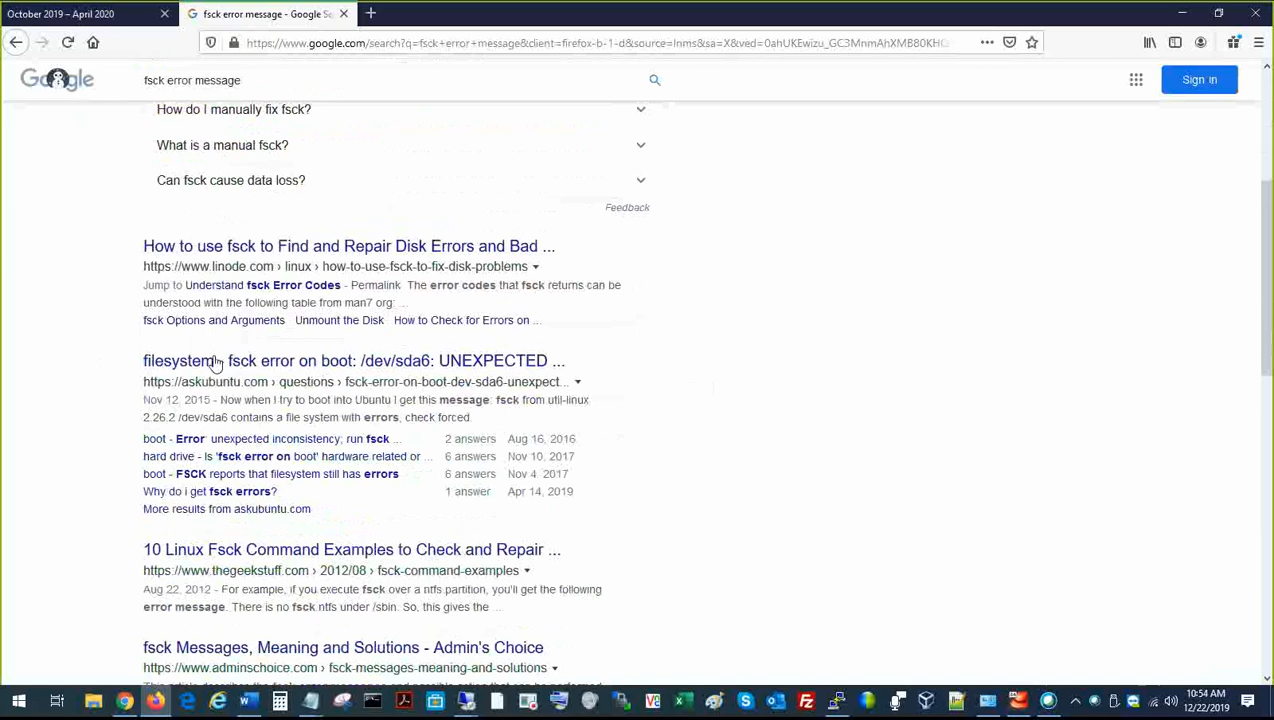 October 2019 – April 2020
fsck error message - Google Se
https://www.google.com/search?q=fsck+error+message&client=firefox-b-1-d&source=lnms&sa=X&ved=
Google
fsck error message
Sign in
How do I manually fix fsck?
What is a manual fsck?
Can fsck cause data loss?
Feedback
How to use fsck to Find and Repair Disk Errors and Bad ...
https://www.linode.com › linux › how-to-use-fsck-to-fix-disk-problems
Jump to Understand fsck Error Codes - Permalink. The error codes that fsck returns can be
understood with the following table from man7 org: ...
fsck Options and Arguments · Unmount the Disk · How to Check for Errors on ...
filesystem - fsck error on boot: /dev/sda6: UNEXPECTED ...
https://askubuntu.com › questions › fsck-error-on-boot-dev-sda6-unexpect...
Nov 12, 2015 - Now when I try to boot into Ubuntu I get this message: fsck from util-linux
2.26.2 /dev/sda6 contains a file system with errors, check forced.
boot - Error: unexpected inconsistency; run fsck ... 2 answers Aug 16, 2016
hard drive - Is 'fsck error on boot' hardware related or ... 6 answers Nov 10, 2017
boot - FSCK reports that filesystem still has errors 6 answers Nov 4, 2017
Why do i get fsck errors? 1 answer Apr 14, 2019
More results from askubuntu.com
10 Linux Fsck Command Examples to Check and Repair ...
https://www.thegeekstuff.com › 2012/08 › fsck-command-examples
Aug 22, 2012 - For example, if you execute fsck over a ntfs partition, you'll get the following
error message. There is no fsck.ntfs under /sbin. So, this gives the ...
fsck Messages, Meaning and Solutions - Admin's Choice
https://www.adminschoice.com › fsck-messages-meaning-and-solutions
10:54 AM
12/22/2019